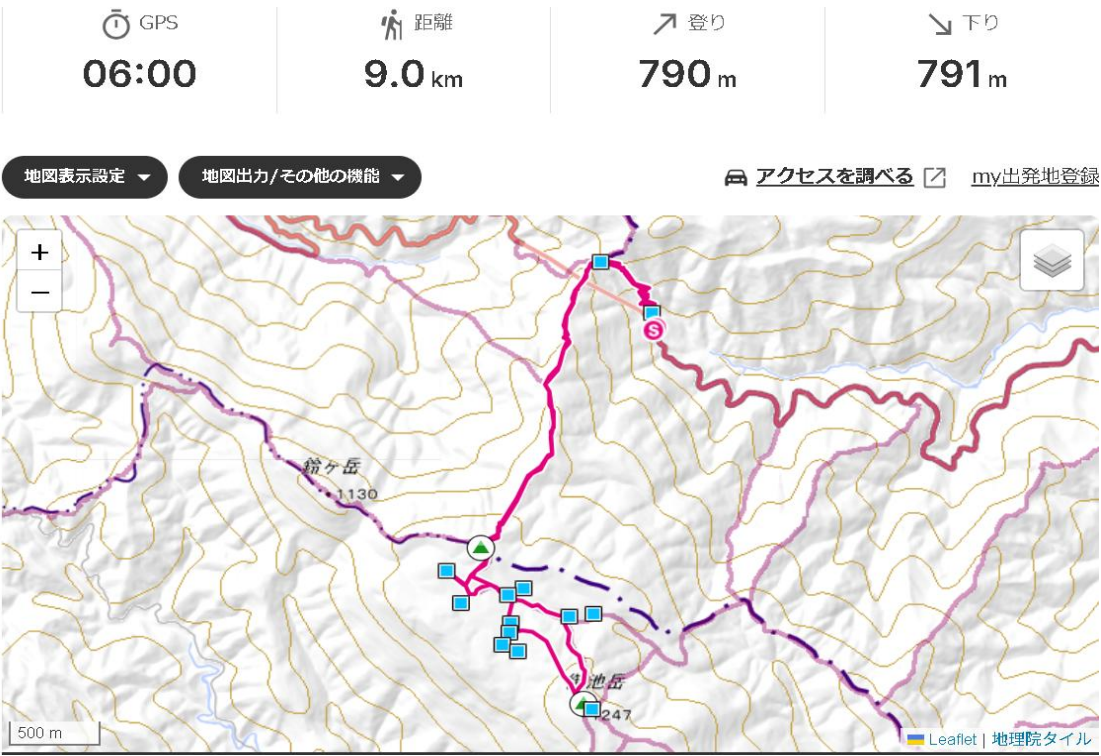 GPS 距離 登り 下り
06:00 9.0 km 790 m 791 m
地図表示設定 地図出力/その他の機能 アクセスを調べる my出発地登録
+
−
S
鈴ヶ岳
1130
池岳
247
500 m
Leaflet | 地理院タイル